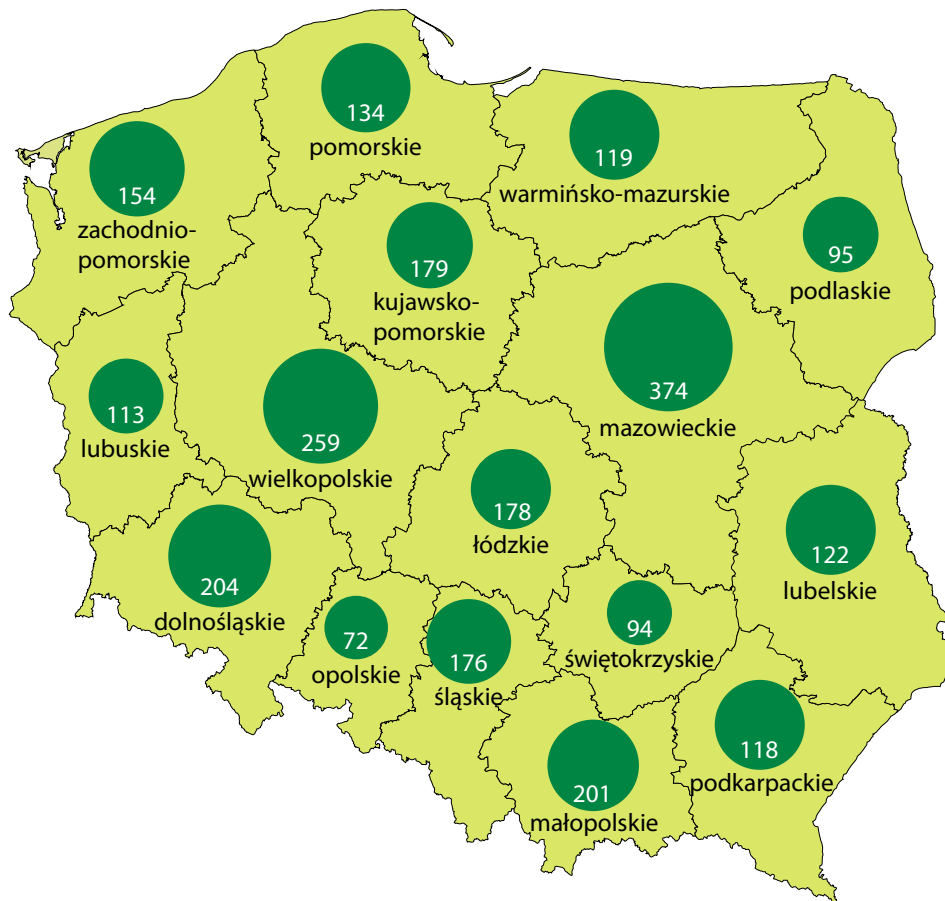 134
pomorskie
119
warmińsko-mazurskie
154
zachodnio-
pomorskie
179
kujawsko-
pomorskie
95
podlaskie
374
mazowieckie
113
lubuskie
259
wielkopolskie
178
łódzkie
122
lubelskie
204
dolnośląskie
72
opolskie
176
śląskie
94
świętokrzyskie
118
podkarpackie
201
małopolskie